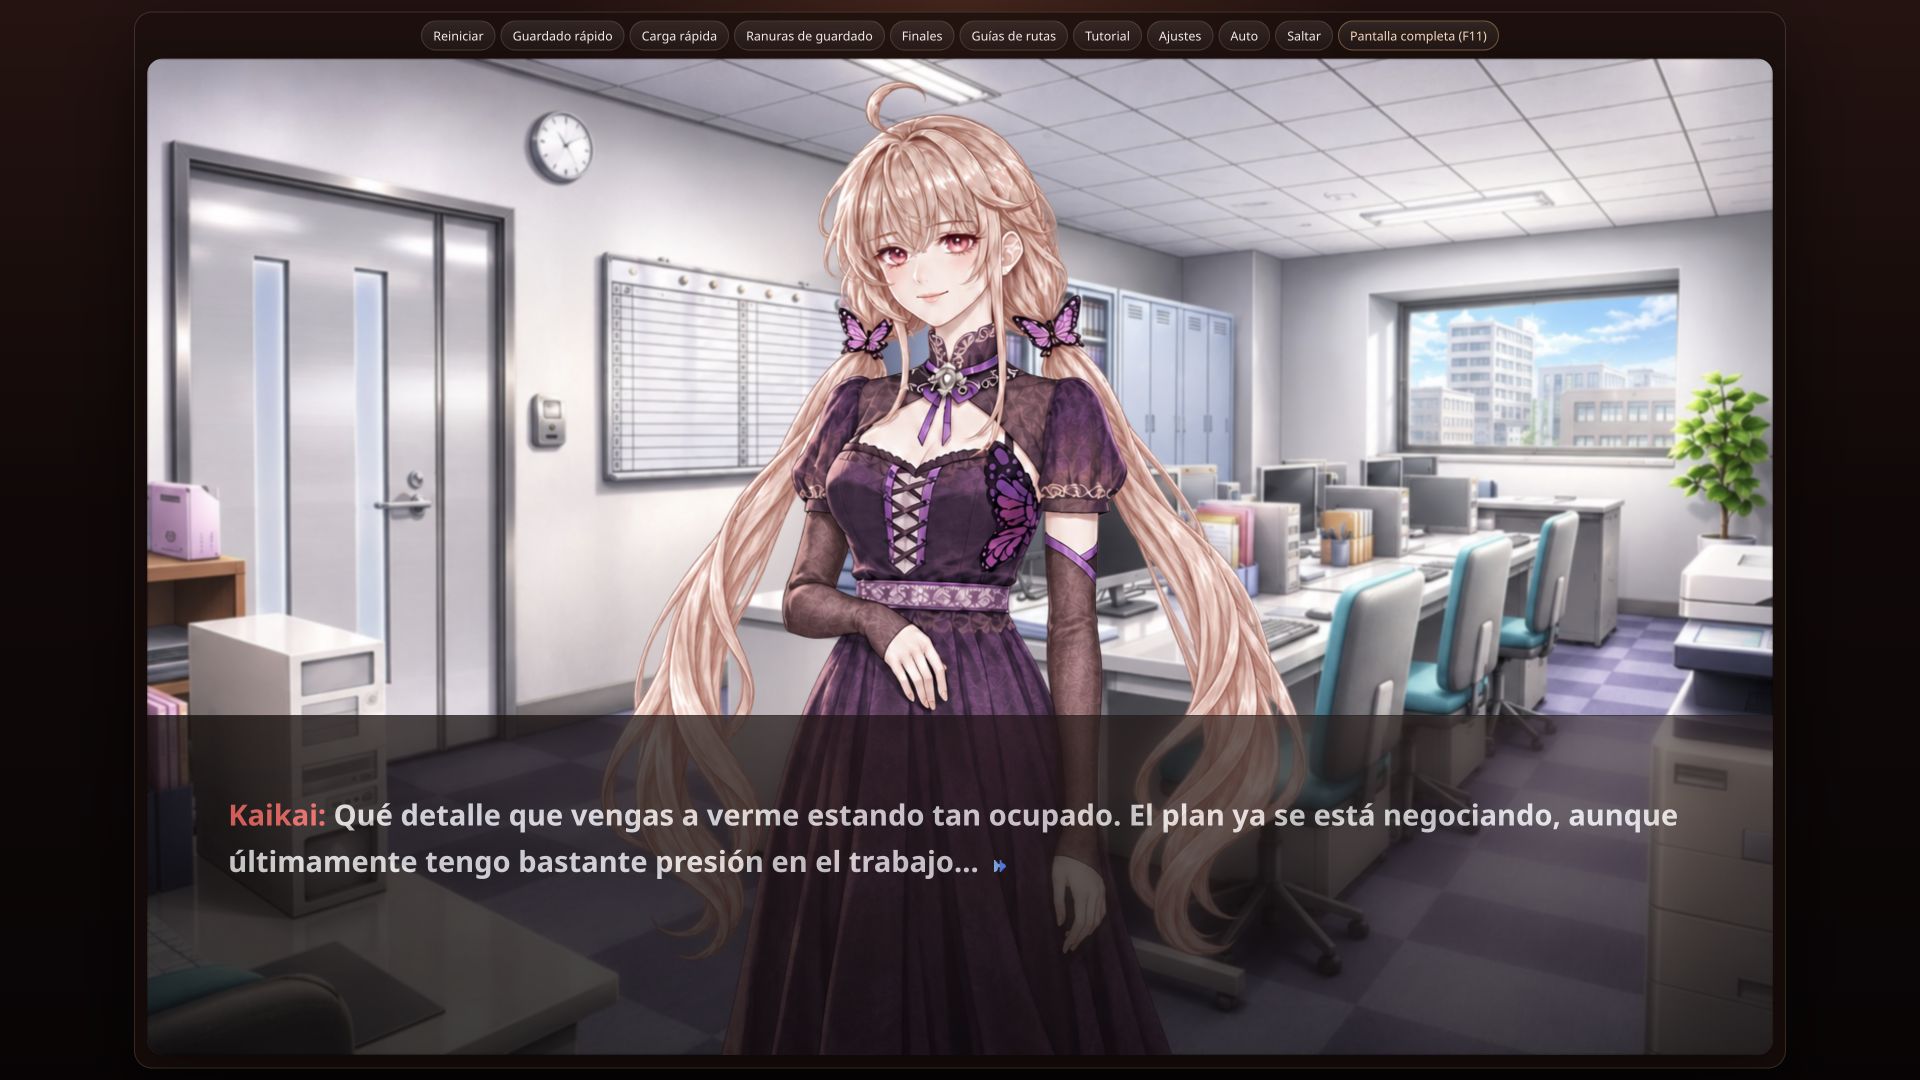 Reiniciar
Guardado rápido
Carga rápida
Ranuras de guardado
Finales
Guías de rutas
Tutorial
Ajustes
Auto
Saltar
Pantalla completa (F11)
Kaikai: Qué detalle que vengas a verme estando tan ocupado. El plan ya se está negociando, aunque
últimamente tengo bastante presión en el trabajo...